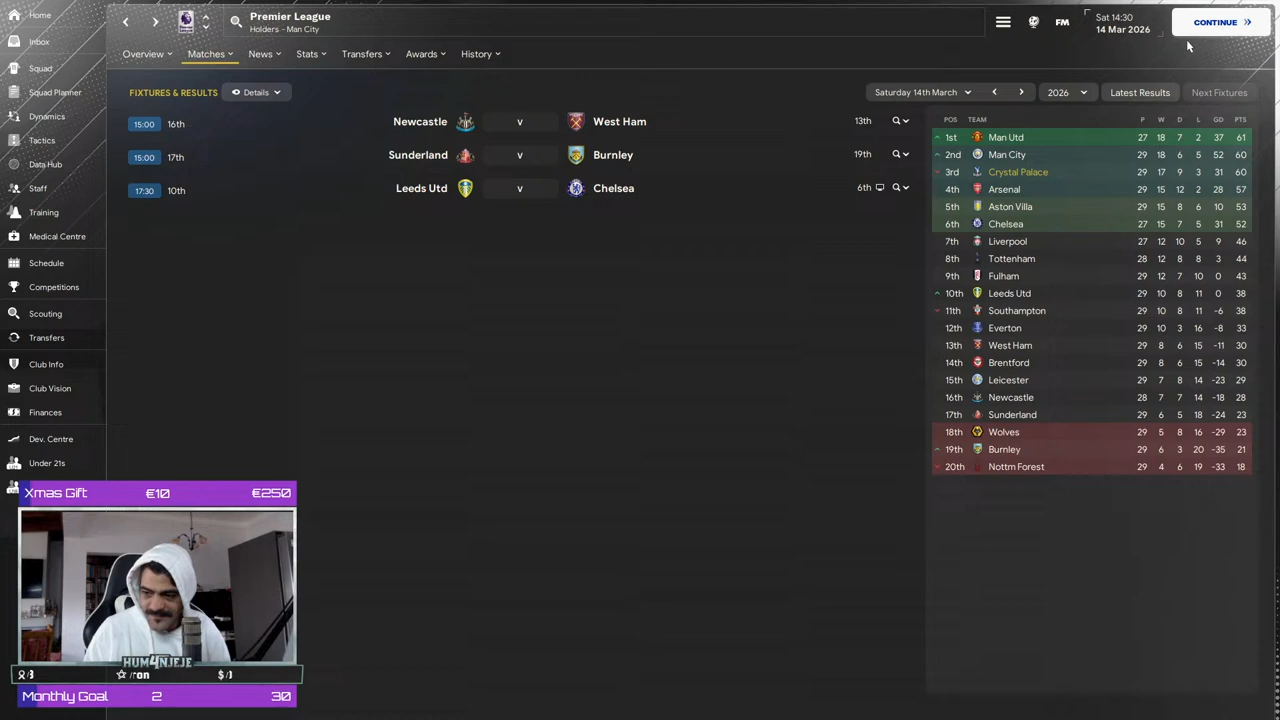 Home
Inbox
Squad
Squad Planner
Dynamics
Tactics
Data Hub
Staff
Training
Medical Centre
Schedule
Competitions
Scouting
Transfers
Club Info
Club Vision
Finances
Dev. Centre
Under 21s
Premier League
Holders - Man City
FM
Sat 14:30
14 Mar 2026
CONTINUE
Overview
Matches
News
Stats
Transfers
Awards
History
FIXTURES & RESULTS
Details
Saturday 14th March
2026
Latest Results
Next Fixtures
15:00 16th Newcastle v West Ham 13th
15:00 17th Sunderland v Burnley 19th
17:30 10th Leeds Utd v Chelsea 6th
POS TEAM P W D L GD PTS
1st Man Utd 27 18 7 2 37 61
2nd Man City 29 18 6 5 52 60
3rd Crystal Palace 29 17 9 3 31 60
4th Arsenal 29 15 12 2 28 57
5th Aston Villa 29 15 8 6 10 53
6th Chelsea 27 15 7 5 31 52
7th Liverpool 27 12 10 5 9 46
8th Tottenham 28 12 8 8 3 44
9th Fulham 29 12 7 10 0 43
10th Leeds Utd 29 10 8 11 0 38
11th Southampton 29 10 8 11 -6 38
12th Everton 29 10 3 16 -8 33
13th West Ham 29 8 6 15 -11 30
14th Brentford 29 8 6 15 -14 30
15th Leicester 29 7 8 14 -23 29
16th Newcastle 28 7 7 14 -18 28
17th Sunderland 29 6 5 18 -24 23
18th Wolves 29 5 8 16 -29 23
19th Burnley 29 6 3 20 -35 21
20th Nottm Forest 29 4 6 19 -33 18
Xmas Gift €10 €250
HUM4NJEJE
Monthly Goal 2 30